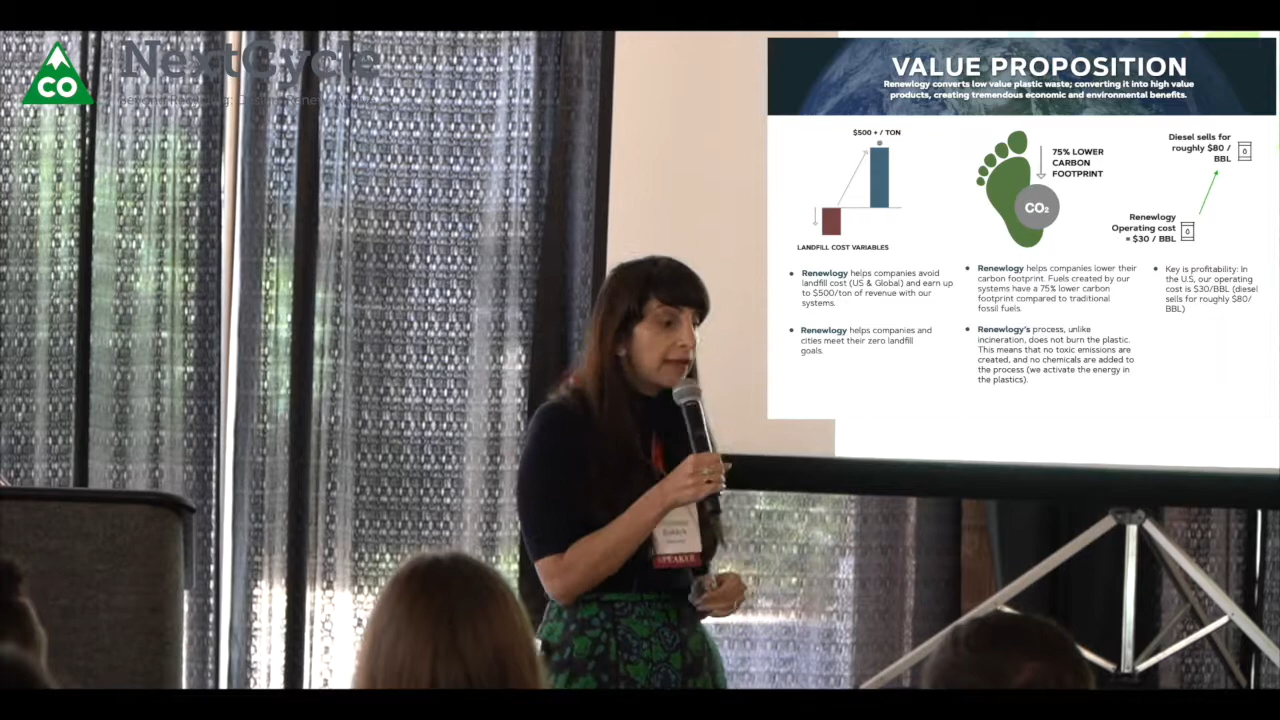 CO
NextCycle
VALUE PROPOSITION
Renewlogy converts low value plastic waste; converting it into high value
products, creating tremendous economic and environmental benefits.
$500 + / TON
LANDFILL COST VARIABLES
• Renewlogy helps companies avoid
landfill cost (US & Global) and earn up
to $500/ton of revenue with our
systems.
• Renewlogy helps companies and
cities meet their zero landfill
goals.
75% LOWER
CARBON
FOOTPRINT
CO₂
• Renewlogy helps companies lower their
carbon footprint. Fuels created by our
systems have a 75% lower carbon
footprint compared to traditional
fossil fuels.
• Renewlogy's process, unlike
incineration, does not burn the plastic.
This means that no toxic emissions are
created, and no chemicals are added to
the process (we activate the energy in
the plastics).
Diesel sells for
roughly $80 /
BBL
Renewlogy
Operating cost
= $30 / BBL
• Key is profitability: In
the U.S, our operating
cost is $30/BBL (diesel
sells for roughly $80/
BBL)
SPEAKER